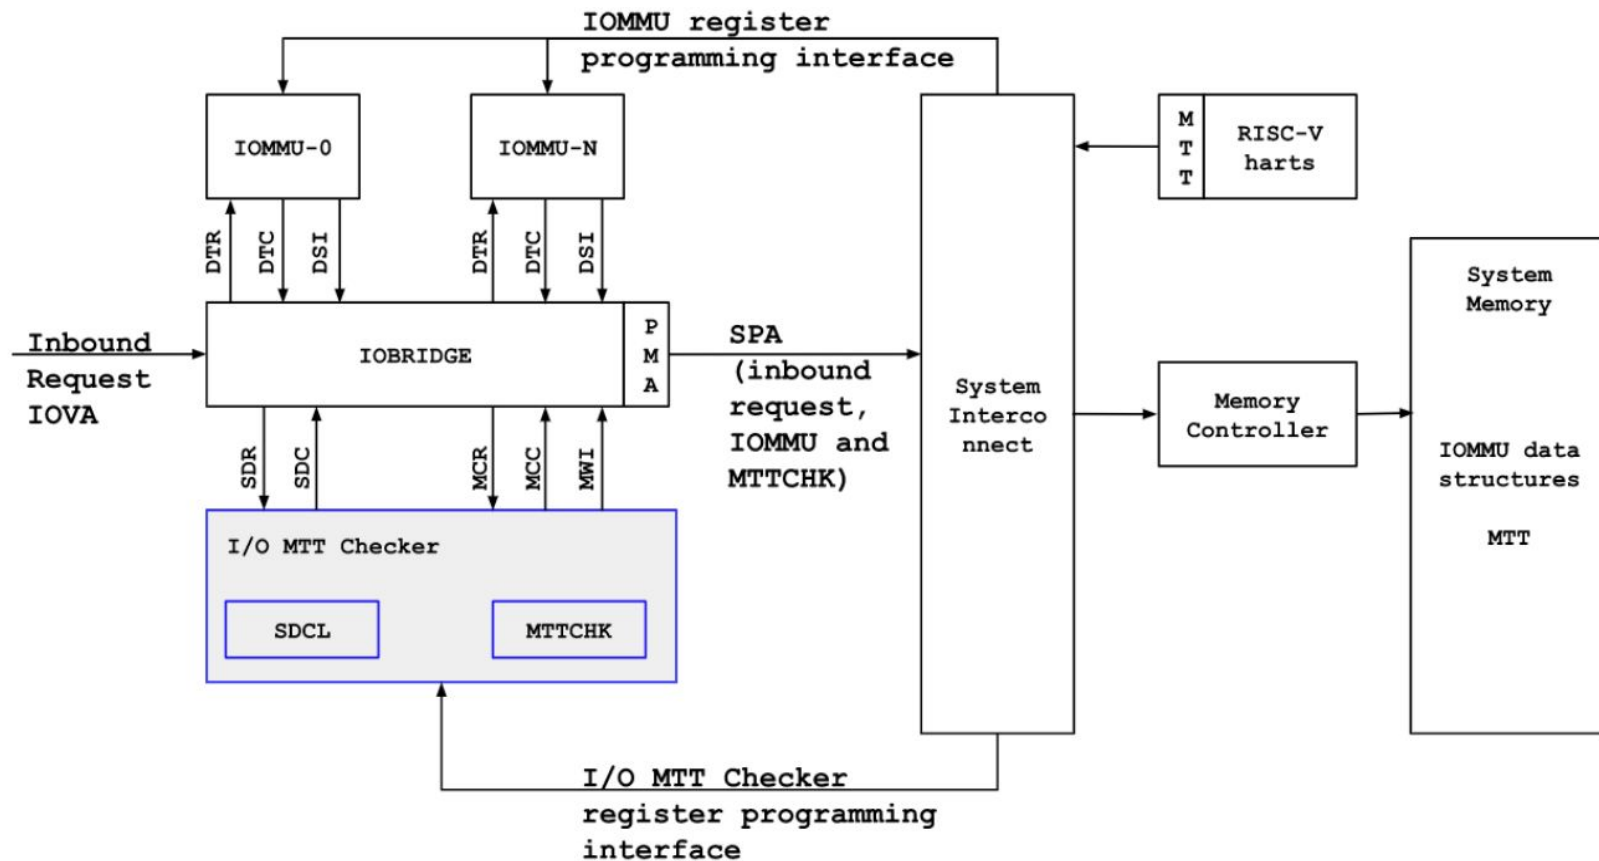 IOMMU register
programming interface
IOMMU-0
IOMMU-N
M
T
T
RISC-V
harts
DTR
DTC
DSI
DTR
DTC
DSI
Inbound
Request
IOVA
IOBRIDGE
P
M
A
SPA
(inbound
request,
IOMMU and
MTTCHK)
System
Interco
nnect
Memory
Controller
System
Memory
IOMMU data
structures
MTT
SDR
SDC
MCR
MCC
MWI
I/O MTT Checker
SDCL
MTTCHK
I/O MTT Checker
register programming
interface